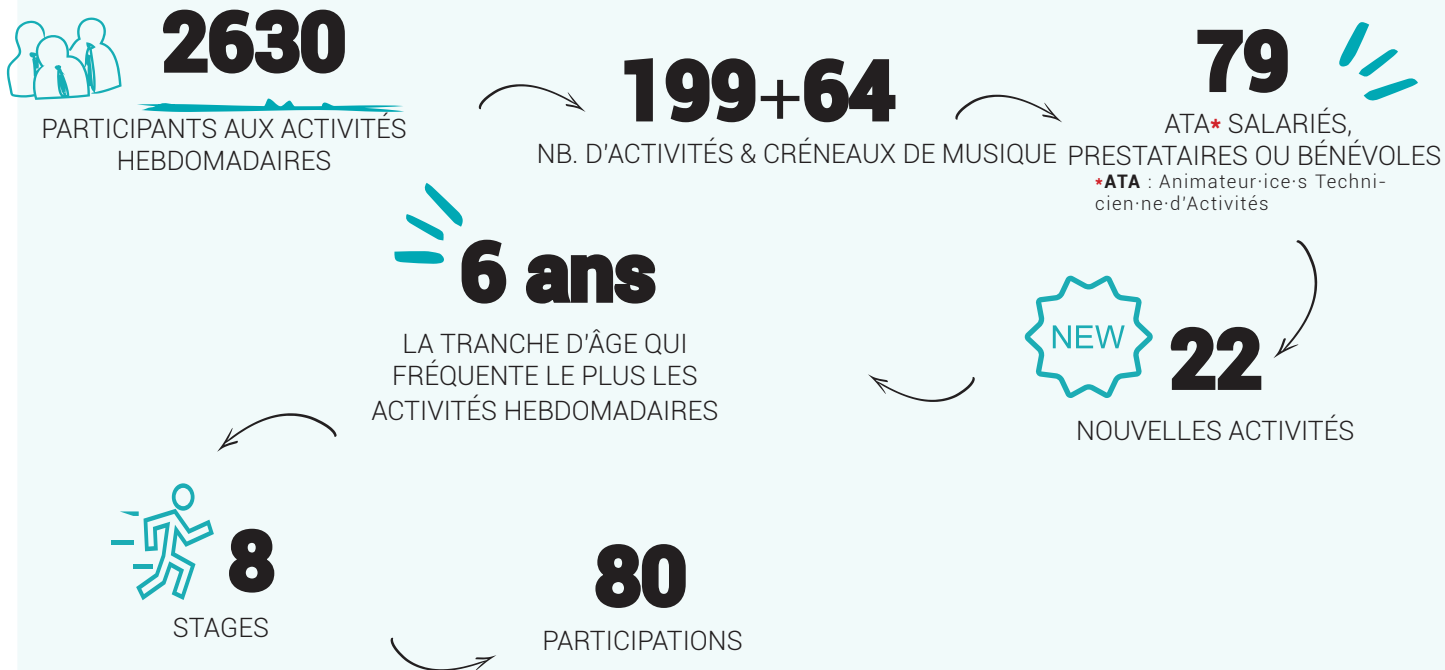 2630
PARTICIPANTS AUX ACTIVITÉS
HEBDOMADAIRES
199+64
NB. D'ACTIVITÉS & CRÉNEAUX DE MUSIQUE
79
ATA* SALARIÉS,
PRESTATAIRES OU BÉNÉVOLES
*ATA : Animateur·ice·s Techni-
cien·ne·d'Activités
NEW
22
NOUVELLES ACTIVITÉS
6 ans
LA TRANCHE D'ÂGE QUI
FRÉQUENTE LE PLUS LES
ACTIVITÉS HEBDOMADAIRES
8
STAGES
80
PARTICIPATIONS